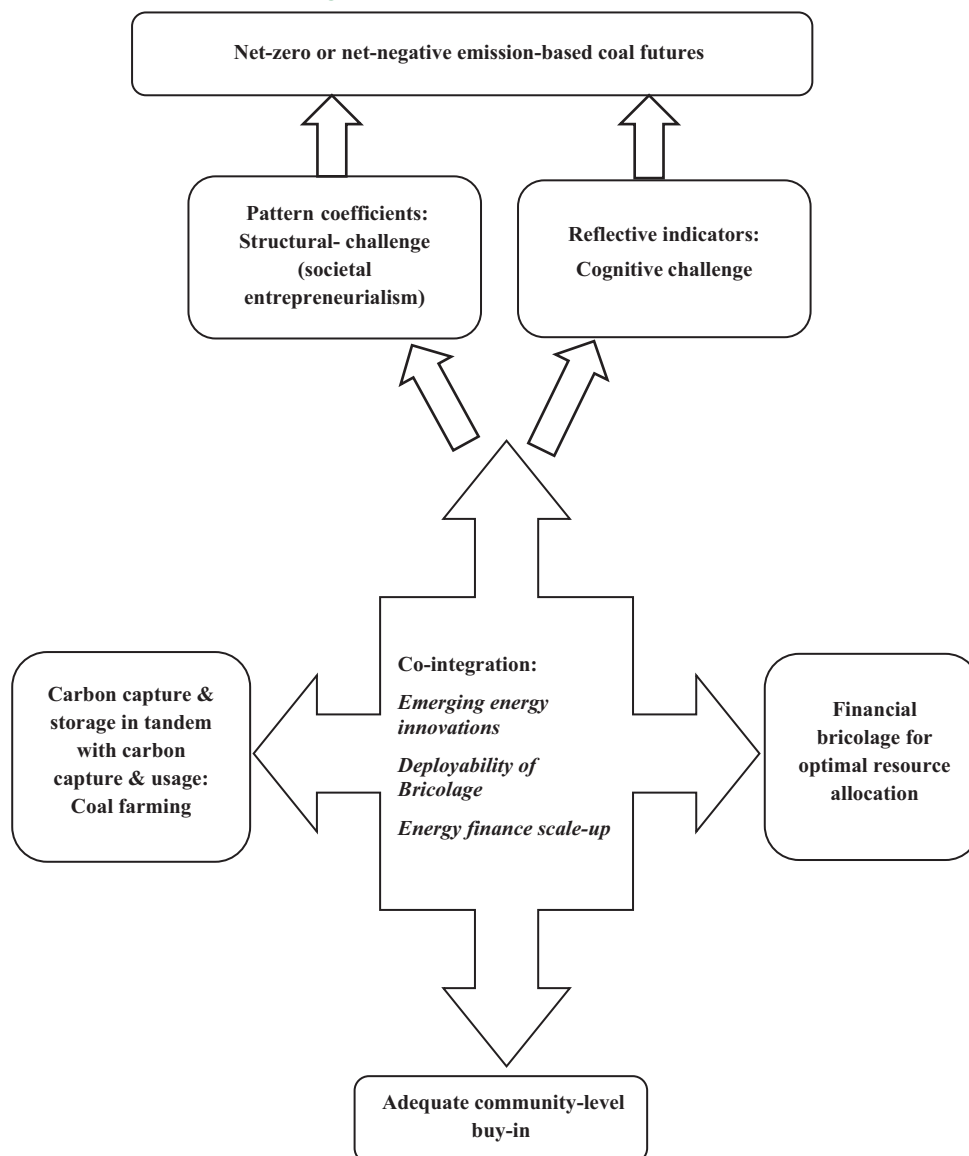 Net-zero or net-negative emission-based coal futures
Pattern coefficients:
Structural- challenge
(societal
entrepreneurialism)
Reflective indicators:
Cognitive challenge
Carbon capture &
storage in tandem
with carbon
capture & usage:
Coal farming
Co-integration:
Emerging energy
innovations
Deployability of
Bricolage
Energy finance scale-up
Financial
bricolage for
optimal resource
allocation
Adequate community-level
buy-in